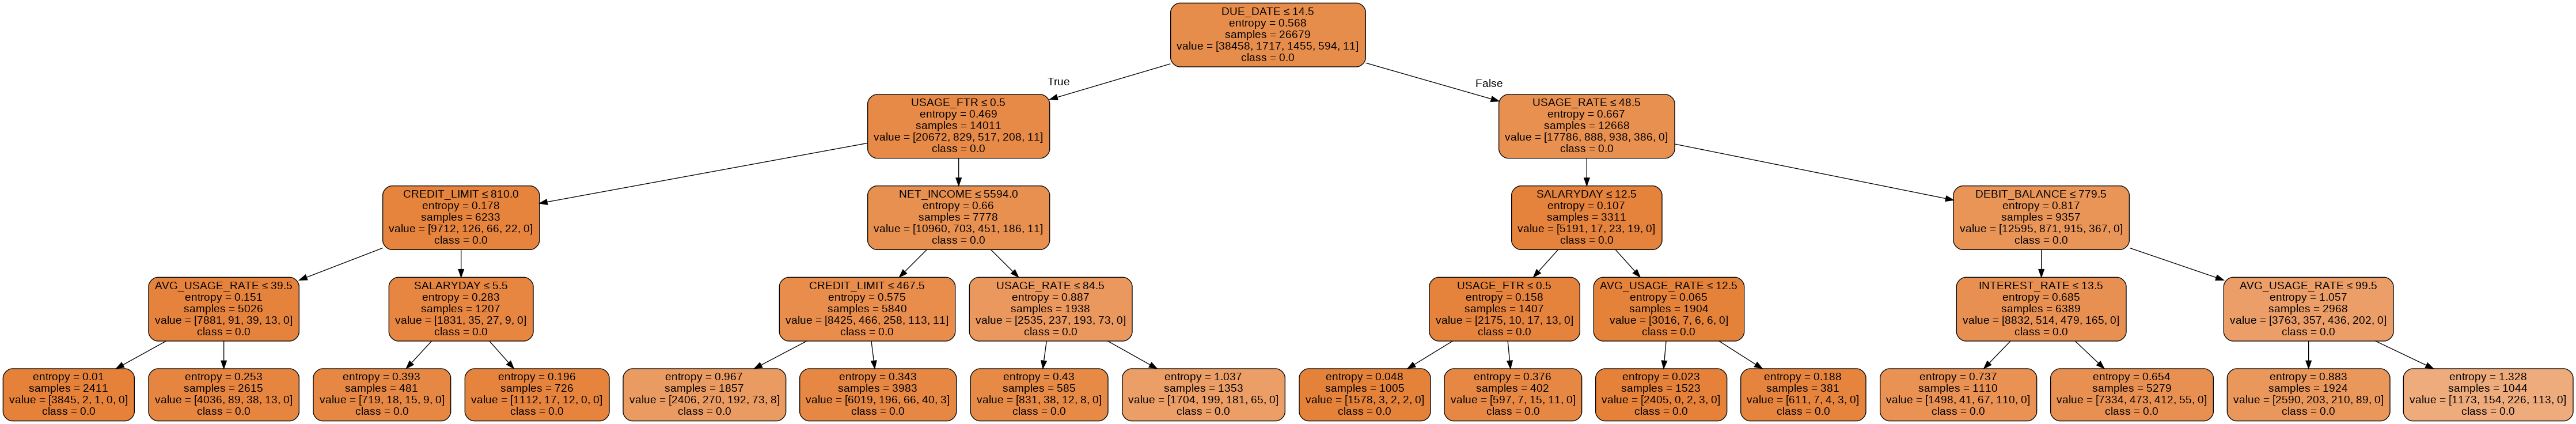 DUE_DATE ≤ 14.5
entropy = 0.568
samples = 26679
value = [38458, 1717, 1455, 594, 11]
class = 0.0
True
False
USAGE_FTR ≤ 0.5
entropy = 0.469
samples = 14011
value = [20672, 829, 517, 208, 11]
class = 0.0
USAGE_RATE ≤ 48.5
entropy = 0.667
samples = 12668
value = [17786, 888, 938, 386, 0]
class = 0.0
CREDIT_LIMIT ≤ 810.0
entropy = 0.178
samples = 6233
value = [9712, 126, 66, 22, 0]
class = 0.0
NET_INCOME ≤ 5594.0
entropy = 0.66
samples = 7778
value = [10960, 703, 451, 186, 11]
class = 0.0
SALARYDAY ≤ 12.5
entropy = 0.107
samples = 3311
value = [5191, 17, 23, 19, 0]
class = 0.0
DEBIT_BALANCE ≤ 779.5
entropy = 0.817
samples = 9357
value = [12595, 871, 915, 367, 0]
class = 0.0
AVG_USAGE_RATE ≤ 39.5
entropy = 0.151
samples = 5026
value = [7881, 91, 39, 13, 0]
class = 0.0
SALARYDAY ≤ 5.5
entropy = 0.283
samples = 1207
value = [1831, 35, 27, 9, 0]
class = 0.0
CREDIT_LIMIT ≤ 467.5
entropy = 0.575
samples = 5840
value = [8425, 466, 258, 113, 11]
class = 0.0
USAGE_RATE ≤ 84.5
entropy = 0.887
samples = 1938
value = [2535, 237, 193, 73, 0]
class = 0.0
USAGE_FTR ≤ 0.5
entropy = 0.158
samples = 1407
value = [2175, 10, 17, 13, 0]
class = 0.0
AVG_USAGE_RATE ≤ 12.5
entropy = 0.065
samples = 1904
value = [3016, 7, 6, 6, 0]
class = 0.0
INTEREST_RATE ≤ 13.5
entropy = 0.685
samples = 6389
value = [8832, 514, 479, 165, 0]
class = 0.0
AVG_USAGE_RATE ≤ 99.5
entropy = 1.057
samples = 2968
value = [3763, 357, 436, 202, 0]
class = 0.0
entropy = 0.01
samples = 2411
value = [3845, 2, 1, 0, 0]
class = 0.0
entropy = 0.253
samples = 2615
value = [4036, 89, 38, 13, 0]
class = 0.0
entropy = 0.393
samples = 481
value = [719, 18, 15, 9, 0]
class = 0.0
entropy = 0.196
samples = 726
value = [1112, 17, 12, 0, 0]
class = 0.0
entropy = 0.967
samples = 1857
value = [2406, 270, 192, 73, 8]
class = 0.0
entropy = 0.343
samples = 3983
value = [6019, 196, 66, 40, 3]
class = 0.0
entropy = 0.43
samples = 585
value = [831, 38, 12, 8, 0]
class = 0.0
entropy = 1.037
samples = 1353
value = [1704, 199, 181, 65, 0]
class = 0.0
entropy = 0.048
samples = 1005
value = [1578, 3, 2, 2, 0]
class = 0.0
entropy = 0.376
samples = 402
value = [597, 7, 15, 11, 0]
class = 0.0
entropy = 0.023
samples = 1523
value = [2405, 0, 2, 3, 0]
class = 0.0
entropy = 0.188
samples = 381
value = [611, 7, 4, 3, 0]
class = 0.0
entropy = 0.737
samples = 1110
value = [1498, 41, 67, 110, 0]
class = 0.0
entropy = 0.654
samples = 5279
value = [7334, 473, 412, 55, 0]
class = 0.0
entropy = 0.883
samples = 1924
value = [2590, 203, 210, 89, 0]
class = 0.0
entropy = 1.328
samples = 1044
value = [1173, 154, 226, 113, 0]
class = 0.0